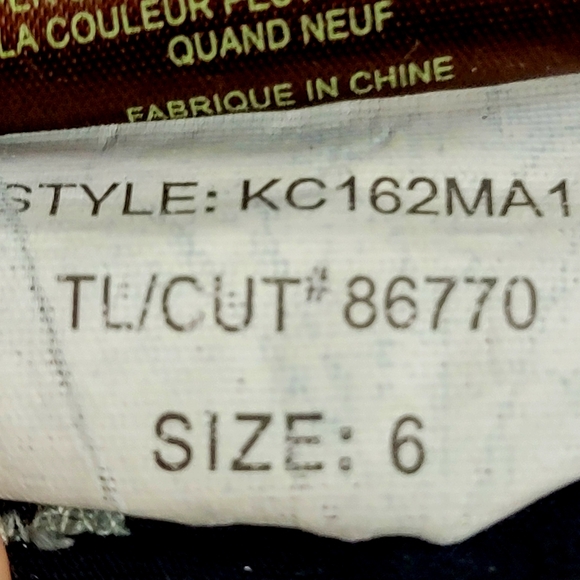 LA COULEUR
QUAND NEUF
FABRIQUE IN CHINE
STYLE: KC162MA1
TL/CUT# 86770
SIZE: 6